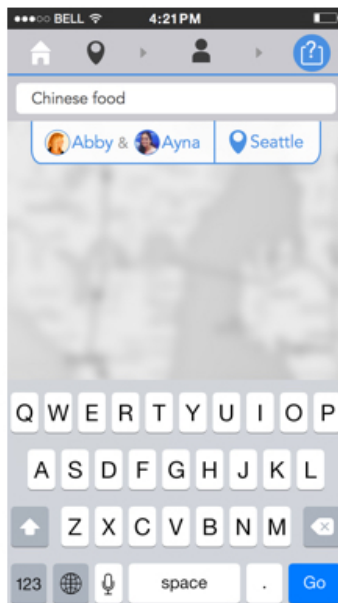 BELL 4:21PM
?
Chinese food
Abby & Ayna Seattle
Q W E R T Y U I O P
A S D F G H J K L
Z X C V B N M
123 space . Go